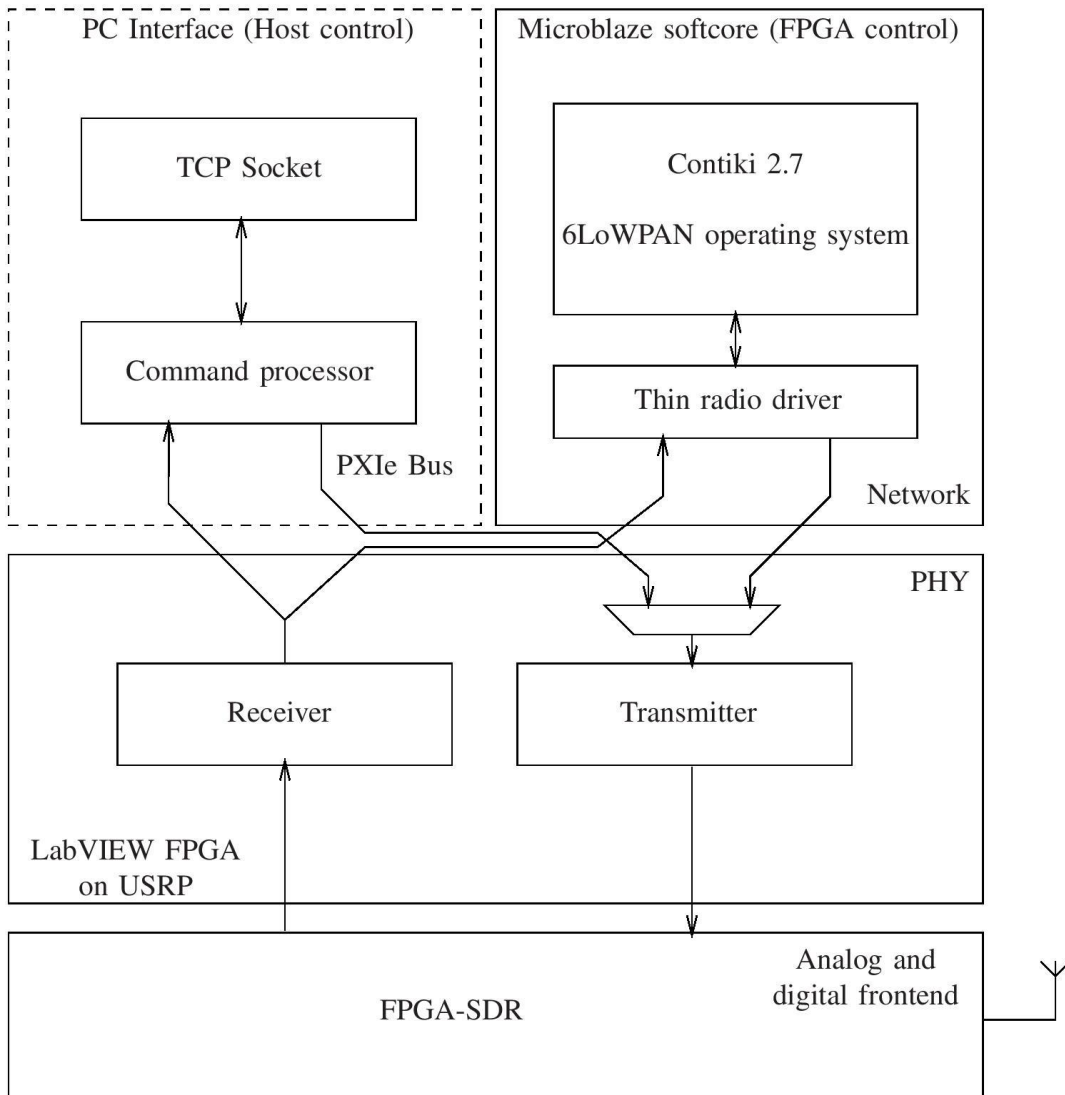 PC Interface (Host control)
Microblaze softcore (FPGA control)
TCP Socket
Contiki 2.7
6LoWPAN operating system
Command processor
Thin radio driver
PXIe Bus
Network
PHY
Receiver
Transmitter
LabVIEW FPGA
on USRP
Analog and
digital frontend
FPGA-SDR